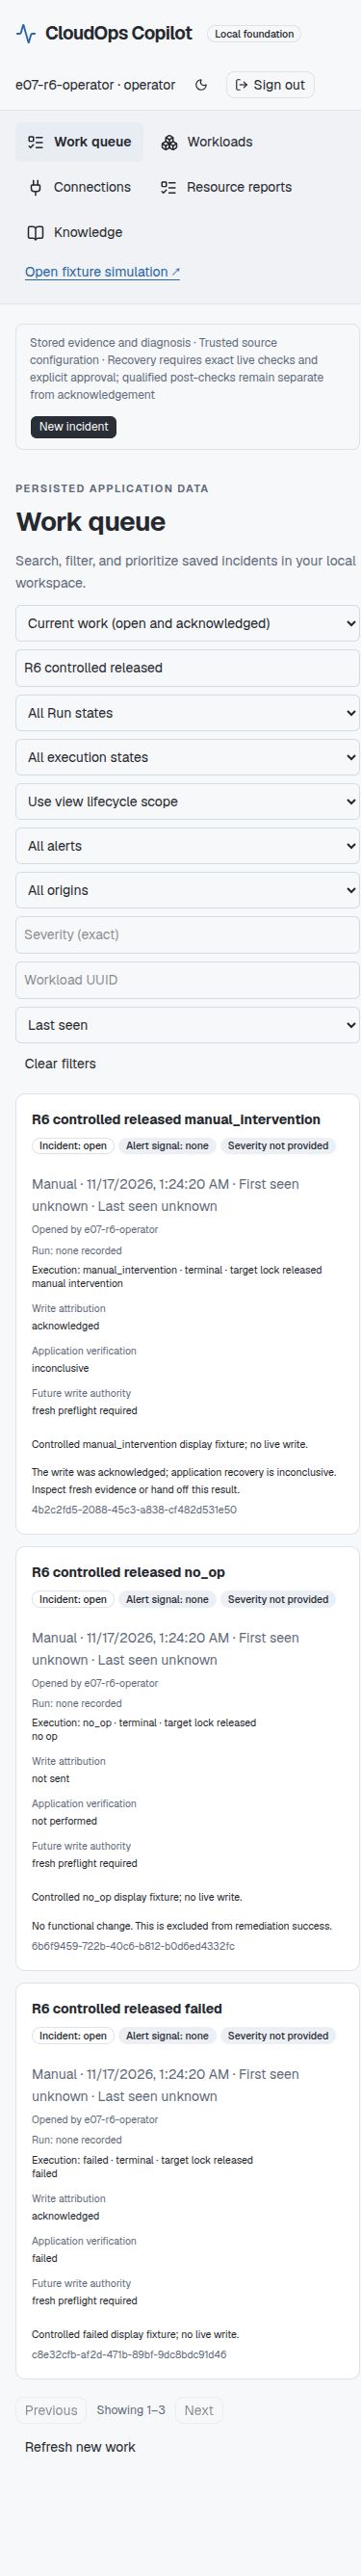 CloudOps Copilot Local foundation
e07-r6-operator · operator Sign out
Work queue Workloads
Connections Resource reports
Knowledge
Open fixture simulation ↗
Stored evidence and diagnosis · Trusted source
configuration · Recovery requires exact live checks and
explicit approval; qualified post-checks remain separate
from acknowledgement
New incident
PERSISTED APPLICATION DATA
Work queue
Search, filter, and prioritize saved incidents in your local
workspace.
Current work (open and acknowledged)
R6 controlled released
All Run states
All execution states
Use view lifecycle scope
All alerts
All origins
Severity (exact)
Workload UUID
Last seen
Clear filters
R6 controlled released manual_intervention
Incident: open Alert signal: none Severity not provided
Manual · 11/17/2026, 1:24:20 AM · First seen
unknown · Last seen unknown
Opened by e07-r6-operator
Run: none recorded
Execution: manual_intervention · terminal · target lock released
manual intervention
Write attribution
acknowledged
Application verification
inconclusive
Future write authority
fresh preflight required
Controlled manual_intervention display fixture; no live write.
The write was acknowledged; application recovery is inconclusive.
Inspect fresh evidence or hand off this result.
4b2c2fd5-2088-45c3-a838-cf482d531e50
R6 controlled released no_op
Incident: open Alert signal: none Severity not provided
Manual · 11/17/2026, 1:24:20 AM · First seen
unknown · Last seen unknown
Opened by e07-r6-operator
Run: none recorded
Execution: no_op · terminal · target lock released
no op
Write attribution
not sent
Application verification
not performed
Future write authority
fresh preflight required
Controlled no_op display fixture; no live write.
No functional change. This is excluded from remediation success.
6b6f9459-722b-40c6-b812-b0d6ed4332fc
R6 controlled released failed
Incident: open Alert signal: none Severity not provided
Manual · 11/17/2026, 1:24:20 AM · First seen
unknown · Last seen unknown
Opened by e07-r6-operator
Run: none recorded
Execution: failed · terminal · target lock released
failed
Write attribution
acknowledged
Application verification
failed
Future write authority
fresh preflight required
Controlled failed display fixture; no live write.
c8e32cfb-af2d-471b-89bf-9dc8bdc91d46
Previous Showing 1–3 Next
Refresh new work